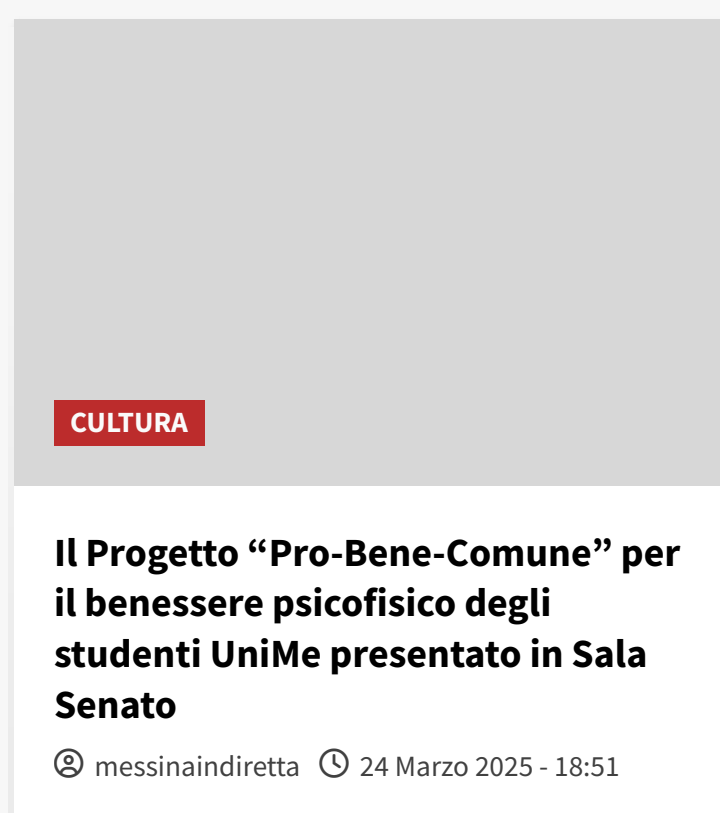 CULTURA
Il Progetto “Pro-Bene-Comune” per
il benessere psicofisico degli
studenti UniMe presentato in Sala
Senato
messinaindiretta 24 Marzo 2025 - 18:51